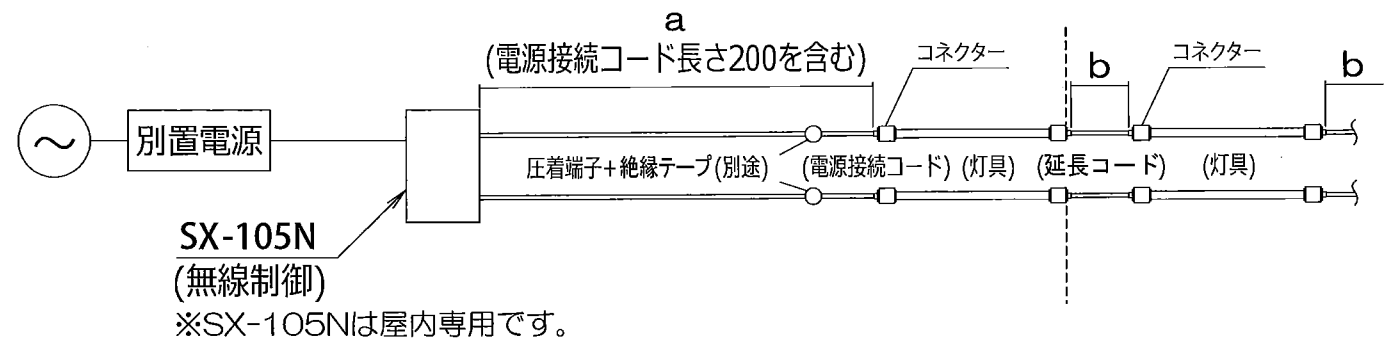 a
(電源接続コード長さ200を含む)
コネクター
b
コネクター
b
～
別置電源
圧着端子+絶縁テープ(別途)
(電源接続コード)
(灯具)
(延長コード)
(灯具)
SX-105N
(無線制御)
※SX-105Nは屋内専用です。